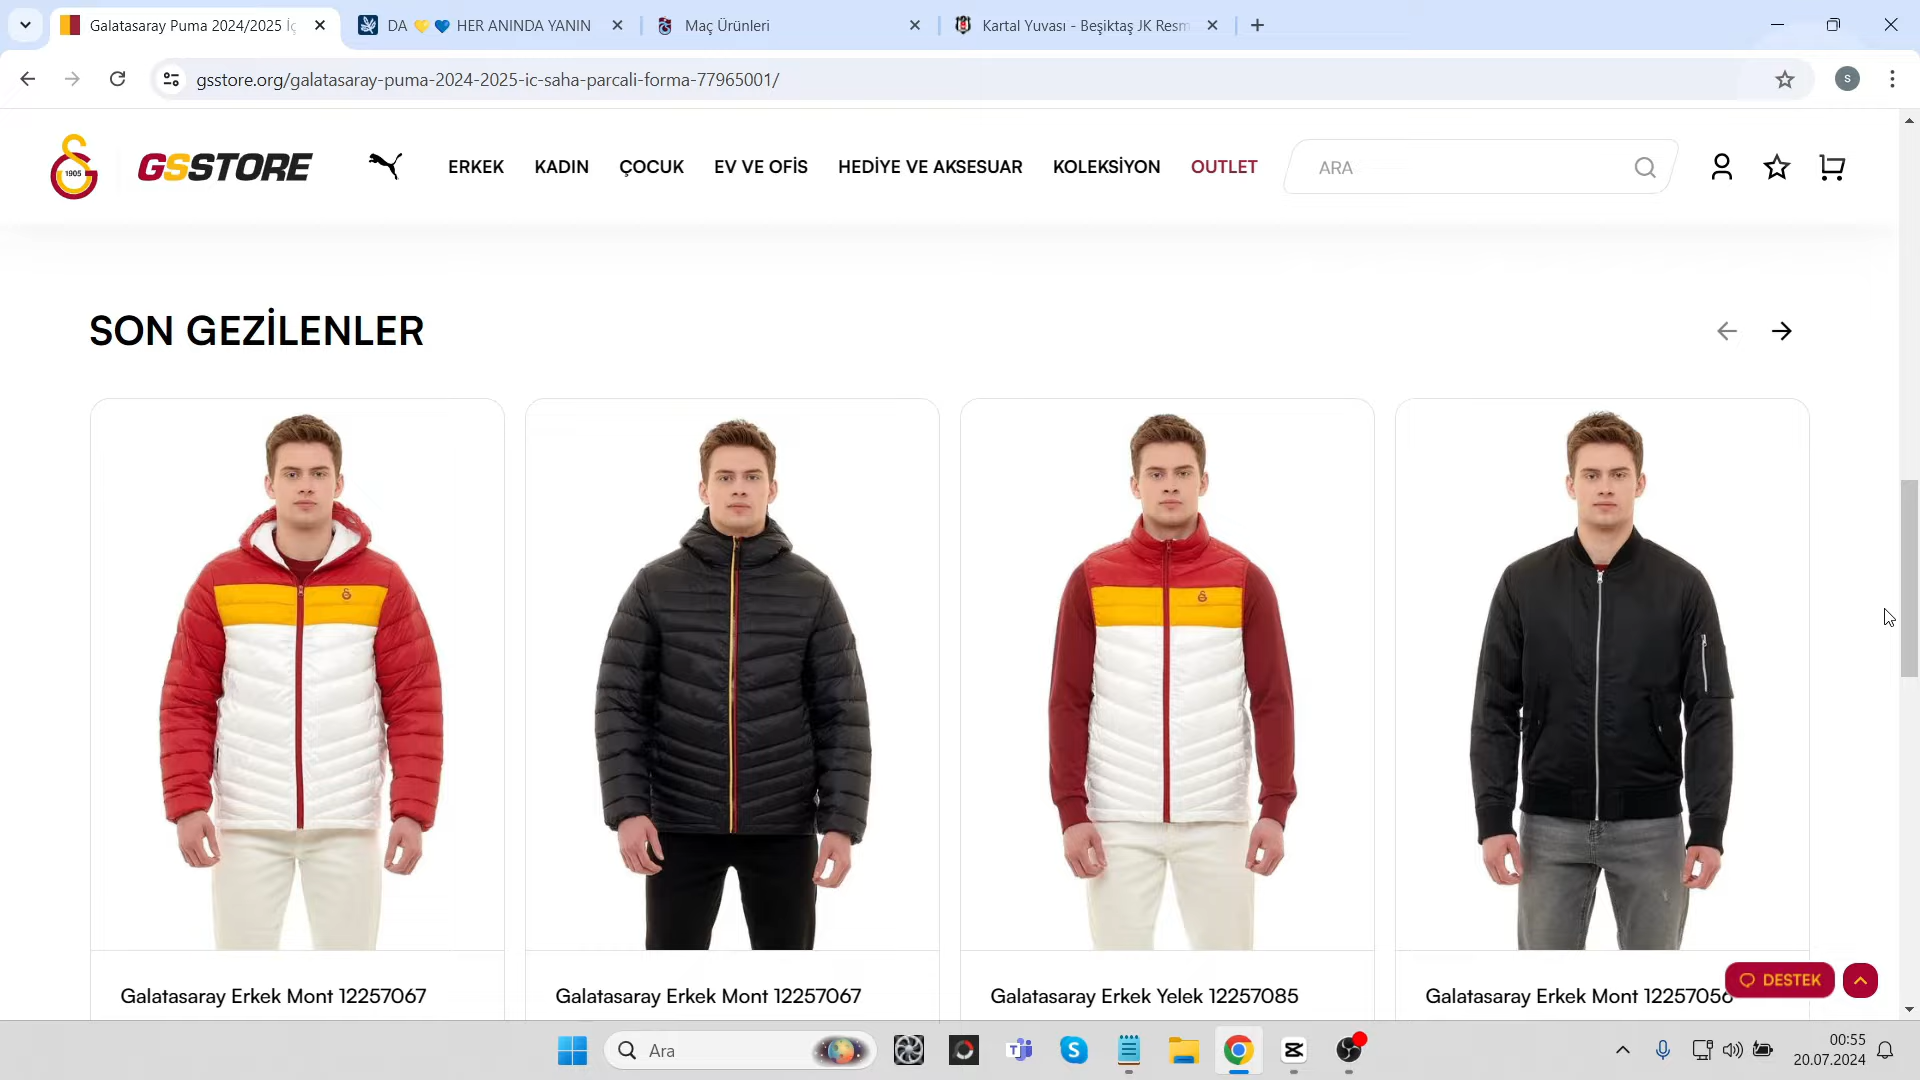 Galatasaray Puma 2024/2025 İç
DA 💛 💙 HER ANINDA YANIN
Maç Ürünleri
Kartal Yuvası - Beşiktaş JK Resm
gsstore.org/galatasaray-puma-2024-2025-ic-saha-parcali-forma-77965001/
S
1905
GSSTORE
ERKEK
KADIN
ÇOCUK
EV VE OFİS
HEDİYE VE AKSESUAR
KOLEKSİYON
OUTLET
ARA
SON GEZİLENLER
Galatasaray Erkek Mont 12257067
Galatasaray Erkek Mont 12257067
Galatasaray Erkek Yelek 12257085
Galatasaray Erkek Mont 12257056
DESTEK
Ara
00:55
20.07.2024